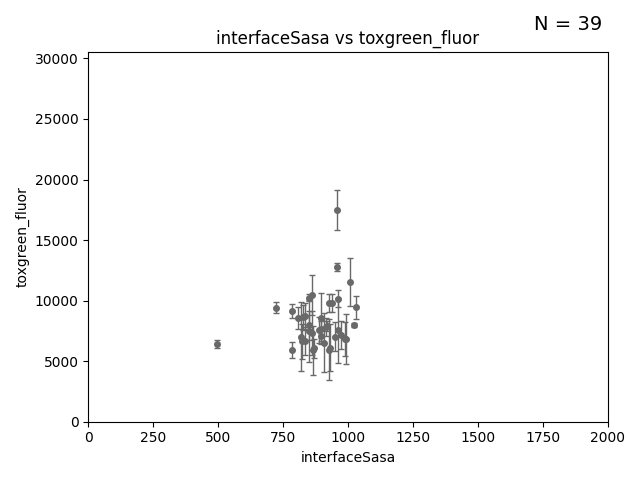 N = 39
interfaceSasa vs toxgreen_fluor
30000
25000
20000
15000
10000
5000
0
toxgreen_fluor
0 250 500 750 1000 1250 1500 1750 2000
interfaceSasa